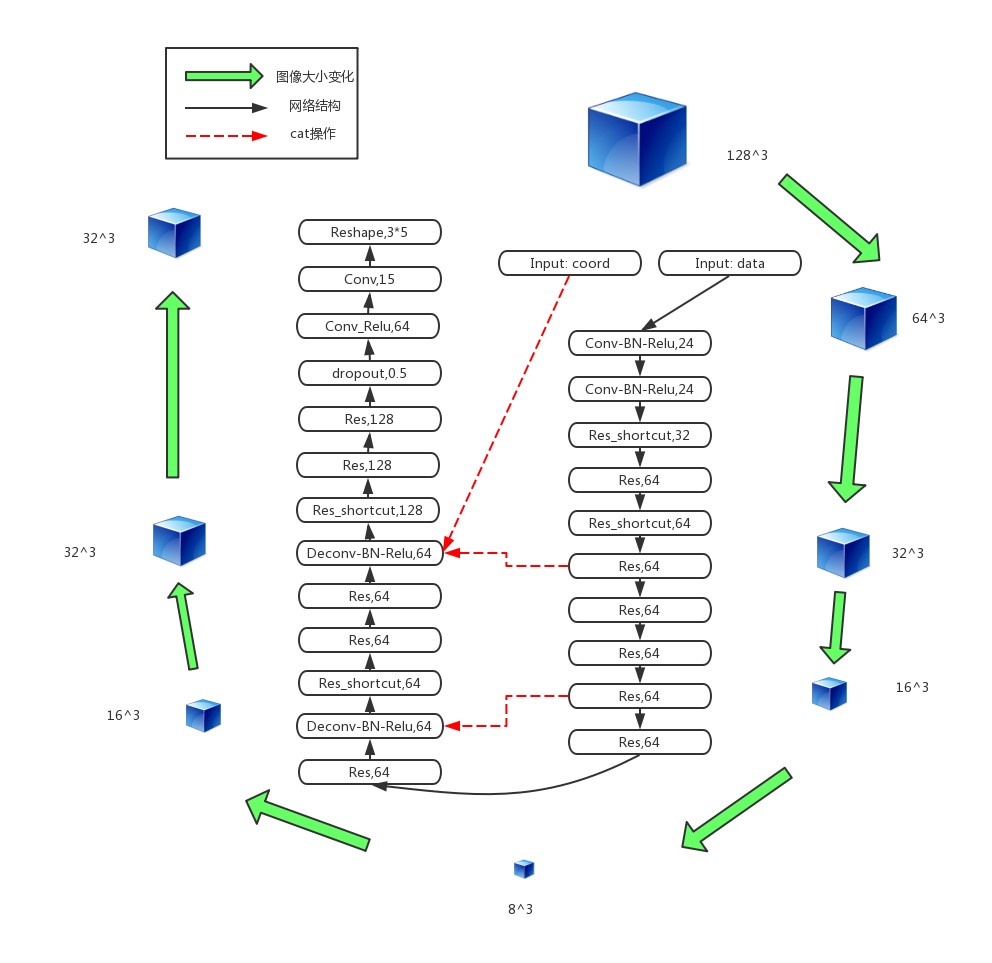 图像大小变化
网络结构
cat操作
128^3
64^3
32^3
16^3
8^3
16^3
32^3
32^3
Input: coord
Input: data
Conv-BN-Relu,24
Conv-BN-Relu,24
Res_shortcut,32
Res,64
Res_shortcut,64
Res,64
Res,64
Res,64
Res,64
Res,64
Reshape,3*5
Conv,15
Conv_Relu,64
dropout,0.5
Res,128
Res,128
Res_shortcut,128
Deconv-BN-Relu,64
Res,64
Res,64
Res_shortcut,64
Deconv-BN-Relu,64
Res,64